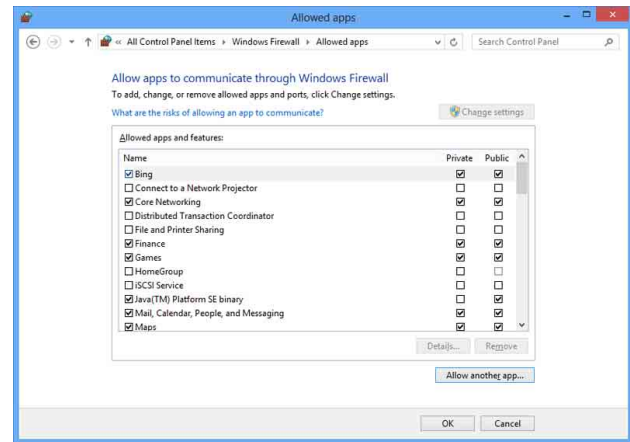 Allowed apps
« All Control Panel Items ▸ Windows Firewall ▸ Allowed apps
Search Control Panel
Allow apps to communicate through Windows Firewall
To add, change, or remove allowed apps and ports, click Change settings.
What are the risks of allowing an app to communicate?
Change settings
Allowed apps and features:
Name Private Public
Bing
Connect to a Network Projector
Core Networking
Distributed Transaction Coordinator
File and Printer Sharing
Finance
Games
HomeGroup
iSCSI Service
Java(TM) Platform SE binary
Mail, Calendar, People, and Messaging
Maps
Details... Remove
Allow another app...
OK Cancel